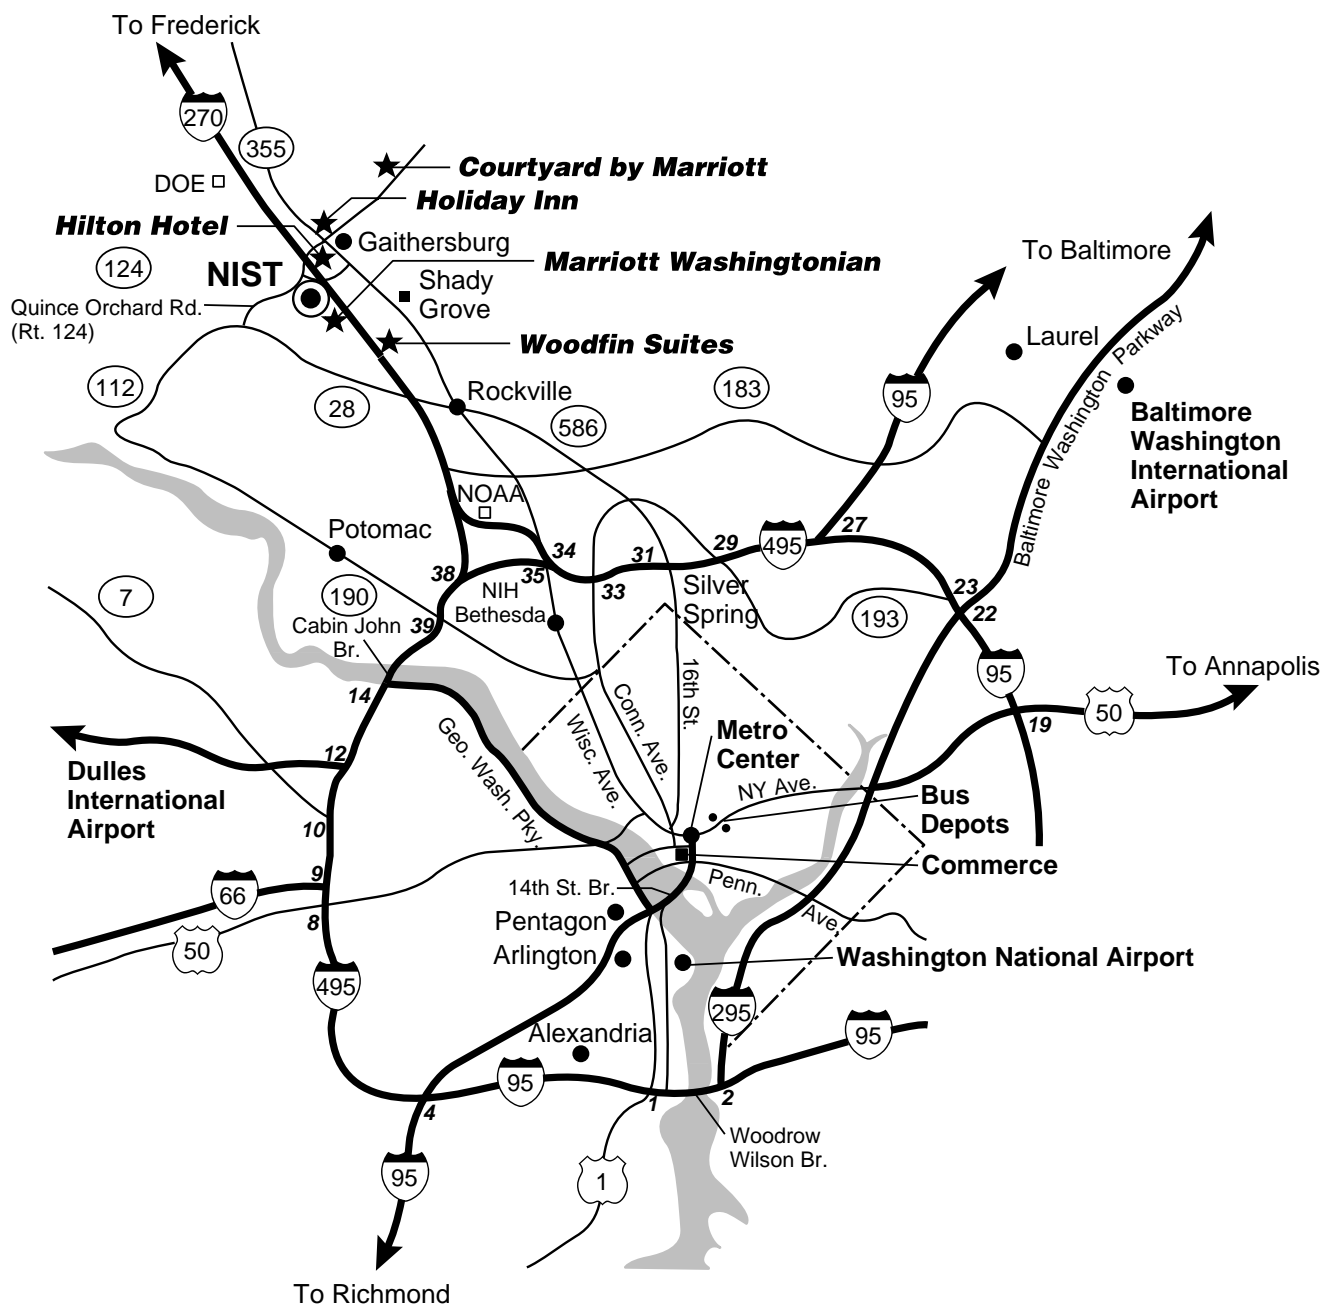 To Frederick
270
355
Courtyard by Marriott
DOE
Holiday Inn
Hilton Hotel
Gaithersburg
To Baltimore
124
NIST
Marriott Washingtonian
Shady
Grove
Quince Orchard Rd.
(Rt. 124)
Laurel
Woodfin Suites
Baltimore Washington Parkway
112
28
Rockville
183
95
586
Baltimore
Washington
International
Airport
NOAA
Potomac
34
31
29
495
27
38
35
33
NIH
Bethesda
Silver
Spring
23
22
7
190
39
193
Cabin John
Br.
14
16th St.
95
To Annapolis
Conn. Ave.
Wisc. Ave.
Geo. Wash. Pky.
Metro
Center
19
50
12
Dulles
International
Airport
NY Ave.
Bus
Depots
10
Commerce
9
66
14th St. Br.
Penn. Ave.
8
50
Pentagon
Arlington
Washington National Airport
495
295
Alexandria
95
95
4
1
2
Woodrow
Wilson Br.
95
1
To Richmond